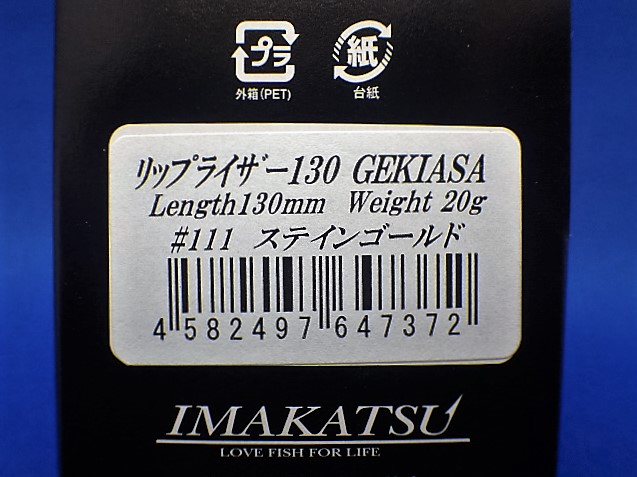 プラ 紙
外箱(PET) 台紙
リップライザー130 GEKIASA
Length130mm Weight 20g
#111 ステインゴールド
4 582497 647372
IMAKATSU
LOVE FISH FOR LIFE